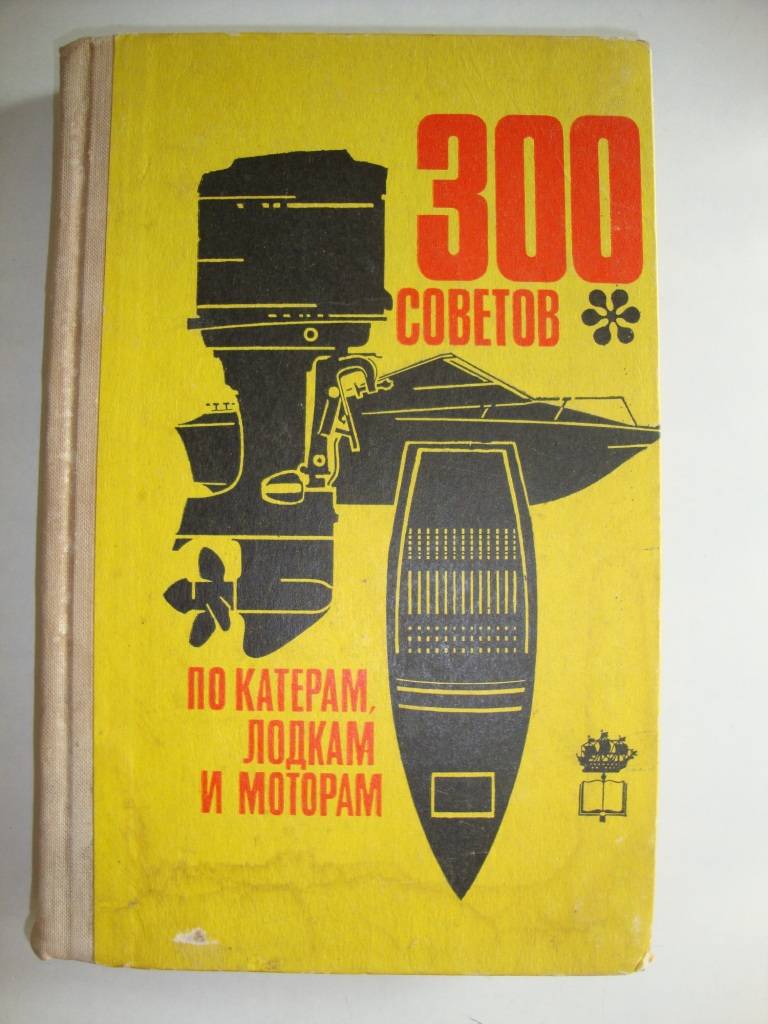 300
СОВЕТОВ
ПО КАТЕРАМ,
ЛОДКАМ
И МОТОРАМ